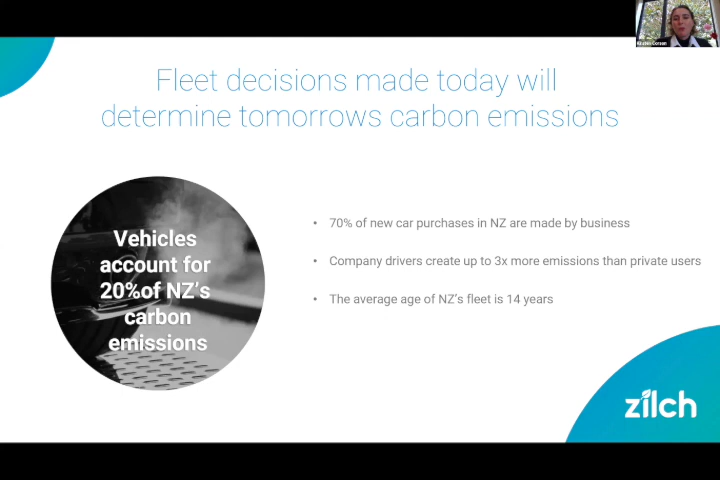 Kirsten Corson
Fleet decisions made today will
determine tomorrows carbon emissions
Vehicles
account for
20%of NZ's
carbon
emissions
• 70% of new car purchases in NZ are made by business
• Company drivers create up to 3x more emissions than private users
• The average age of NZ's fleet is 14 years
zilch